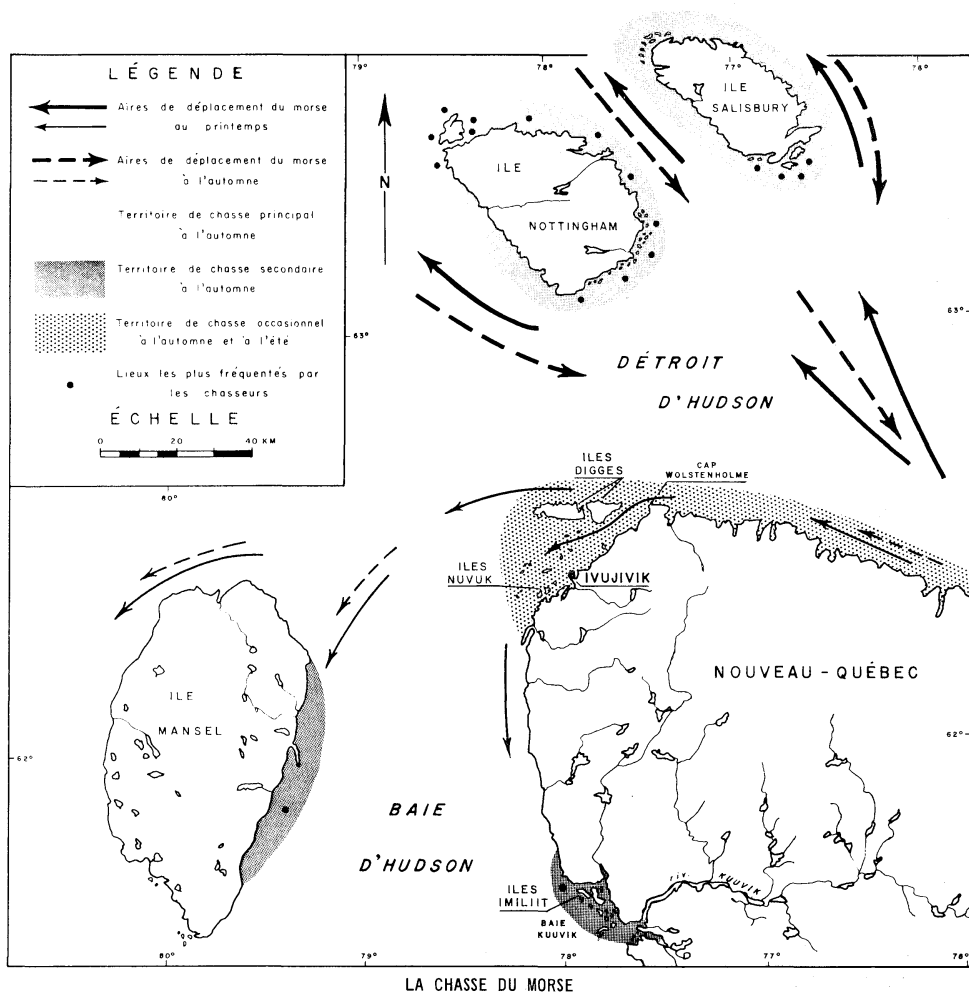 LÉGENDE
Aires de déplacement du morse
au printemps
Aires de déplacement du morse
à l'automne
Territoire de chasse principal
à l'automne
Territoire de chasse secondaire
à l'automne
Territoire de chasse occasionnel
à l'automne et à l'été
Lieux les plus fréquentés par
les chasseurs
ÉCHELLE
0 20 40 KM
79°
78°
77°
76°
N
ILE
SALISBURY
ILE
NOTTINGHAM
63°
63°
DÉTROIT
D'HUDSON
80°
ILES
DIGGES
CAP
WOLSTENHOLME
ILES
NUVUK
IVUJIVIK
NOUVEAU-QUÉBEC
ILE
MANSEL
62°
62°
BAIE
D'HUDSON
riv. KUUVIK
ILES
IMILIIT
BAIE
KUUVIK
80°
79°
78°
77°
76°
LA CHASSE DU MORSE